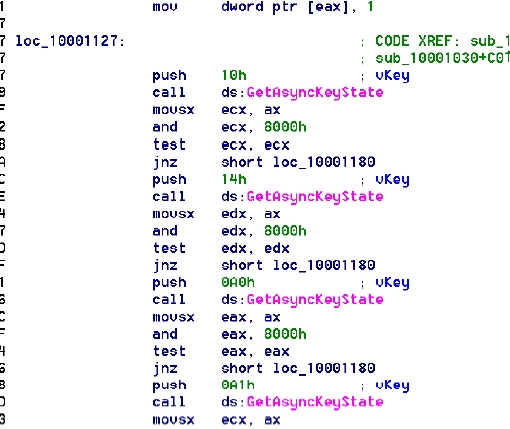 1 mov dword ptr [eax], 1
7
7 loc_10001127: ; CODE XREF: sub_1
7 ; sub_10001030+C0↑
7 push 10h ; vKey
9 call ds:GetAsyncKeyState
F movsx ecx, ax
2 and ecx, 8000h
8 test ecx, ecx
A jnz short loc_10001180
C push 14h ; vKey
E call ds:GetAsyncKeyState
4 movsx edx, ax
7 and edx, 8000h
D test edx, edx
F jnz short loc_10001180
1 push 0A0h ; vKey
6 call ds:GetAsyncKeyState
C movsx eax, ax
F and eax, 8000h
4 test eax, eax
6 jnz short loc_10001180
8 push 0A1h ; vKey
D call ds:GetAsyncKeyState
3 movsx ecx, ax